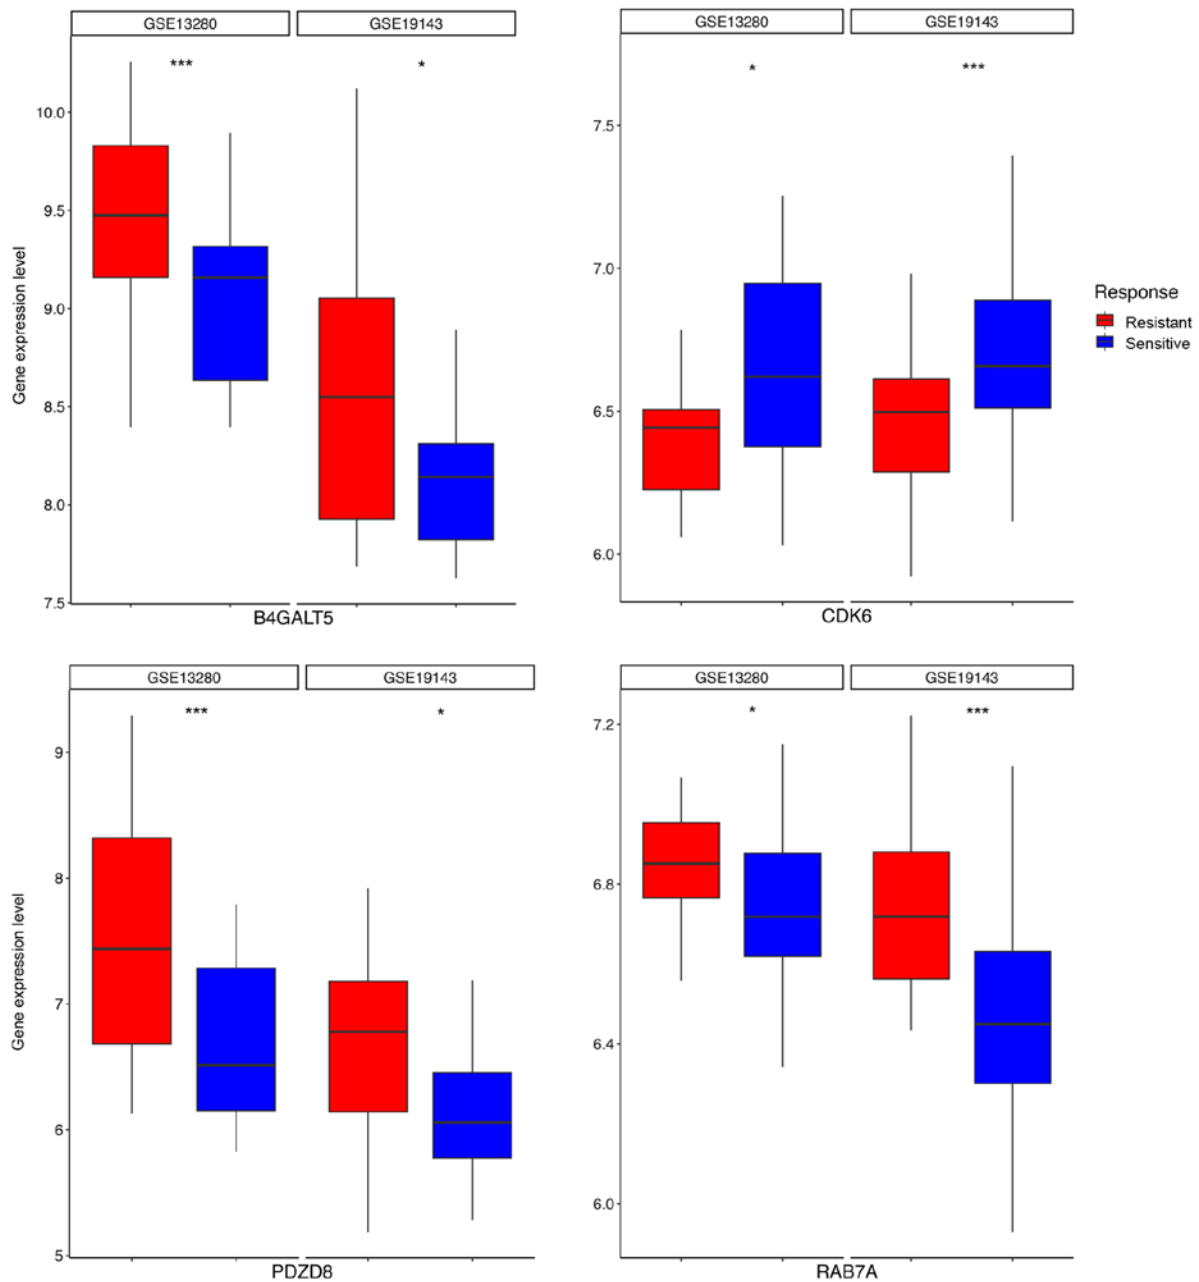 GSE13280 GSE19143
*** *
Gene expression level
10.0
9.5
9.0
8.5
8.0
7.5
B4GALT5
GSE13280 GSE19143
* ***
7.5
7.0
6.5
6.0
CDK6
Response
Resistant
Sensitive
GSE13280 GSE19143
*** *
Gene expression level
9
8
7
6
5
PDZD8
GSE13280 GSE19143
* ***
7.2
6.8
6.4
6.0
RAB7A